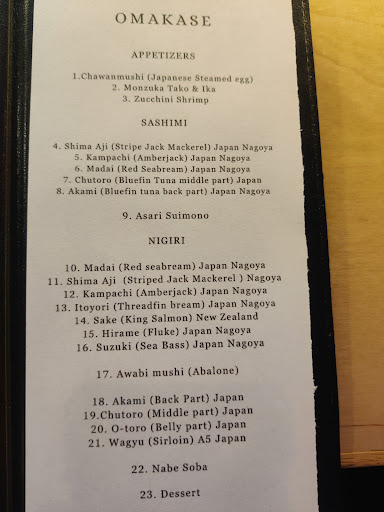 OMAKASE
APPETIZERS
1.Chawanmushi (Japanese Steamed egg)
2. Monzuka Tako & Ika
3. Zucchini Shrimp
SASHIMI
4. Shima Aji (Stripe Jack Mackerel) Japan Nagoya
5. Kampachi (Amberjack) Japan Nagoya
6. Madai (Red Seabream) Japan Nagoya
7. Chutoro (Bluefin Tuna middle part) Japan
8. Akami (Bluefin tuna back part) Japan Nagoya
9. Asari Suimono
NIGIRI
10. Madai (Red seabream) Japan Nagoya
11. Shima Aji (Striped Jack Mackerel ) Nagoya
12. Kampachi (Amberjack) Japan Nagoya
13. Itoyori (Threadfin bream) Japan Nagoya
14. Sake (King Salmon) New Zealand
15. Hirame (Fluke) Japan Nagoya
16. Suzuki (Sea Bass) Japan Nagoya
17. Awabi mushi (Abalone)
18. Akami (Back Part) Japan
19.Chutoro (Middle part) Japan
20. O-toro (Belly part) Japan
21. Wagyu (Sirloin) A5 Japan
22. Nabe Soba
23. Dessert